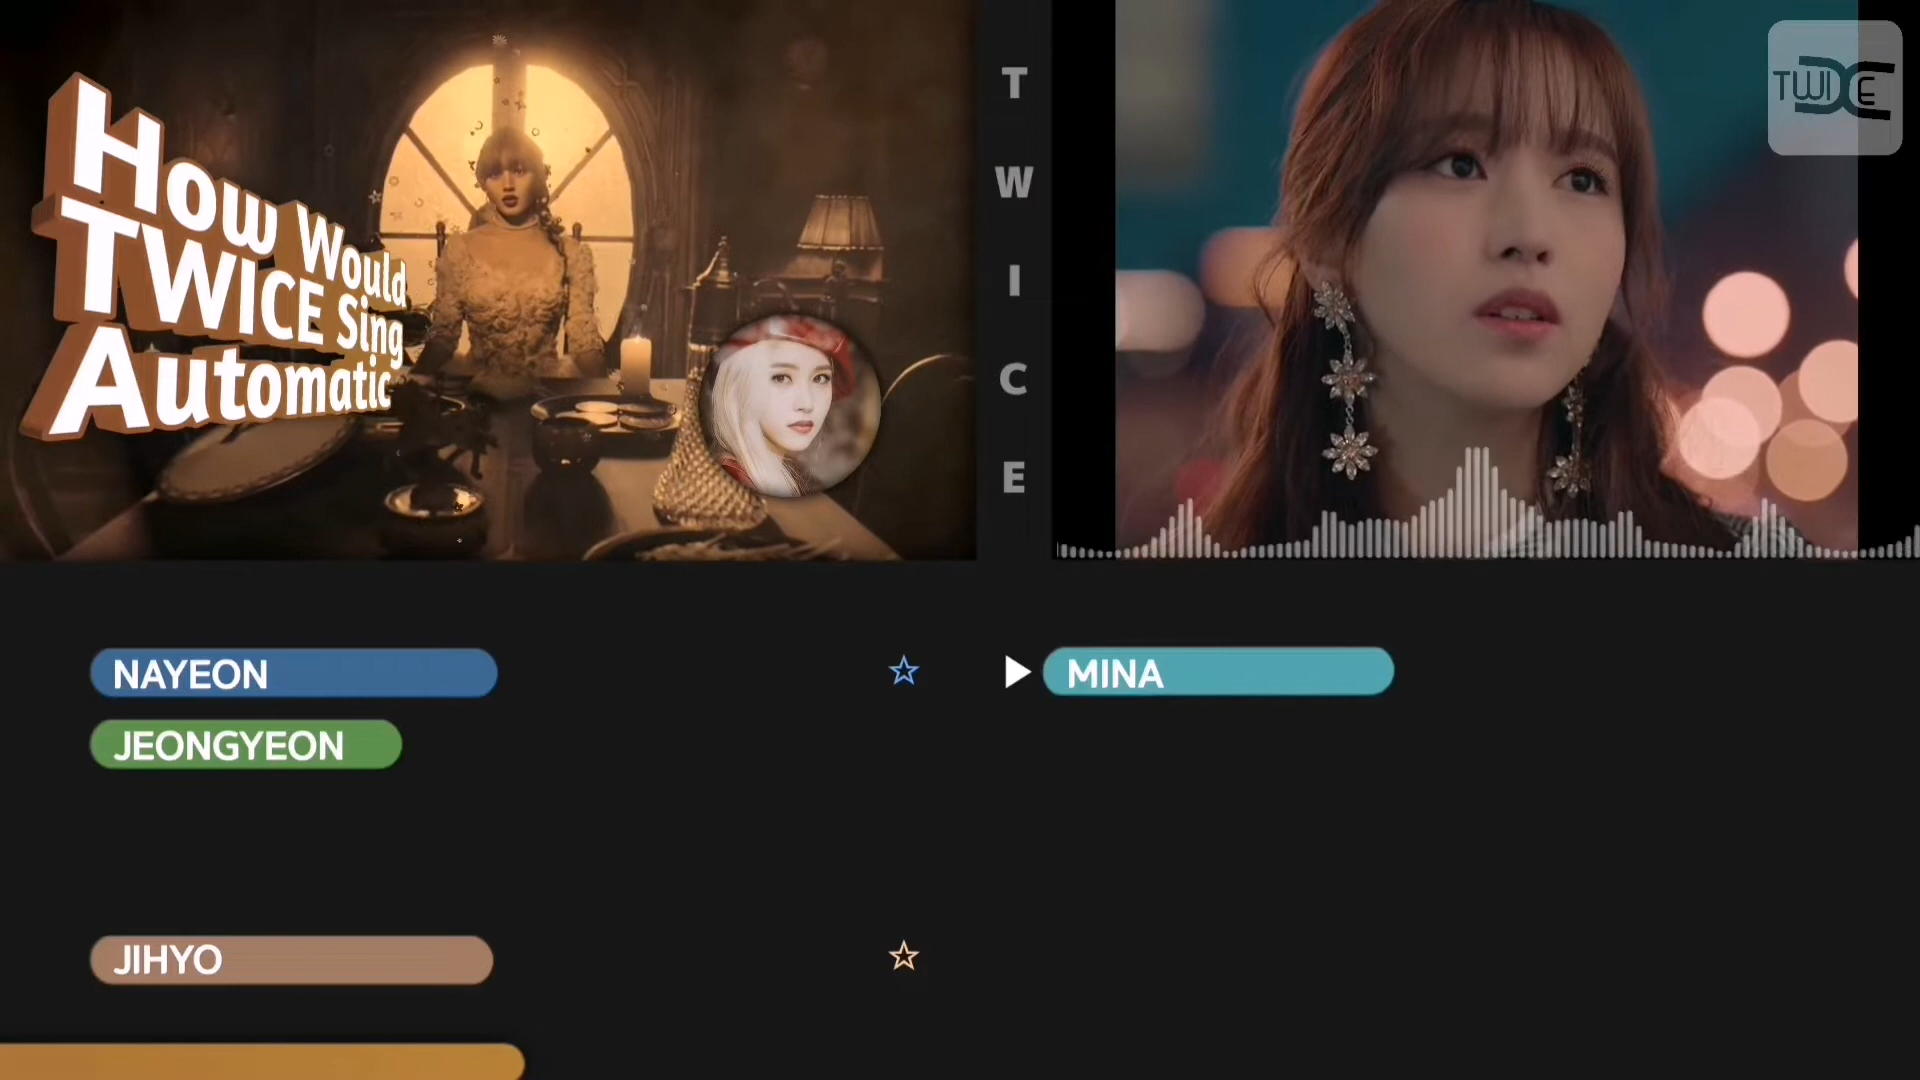 How Would
TWICE Sing
Automatic
T
W
I
C
E
TWICE
NAYEON
☆
MINA
JEONGYEON
JIHYO
☆